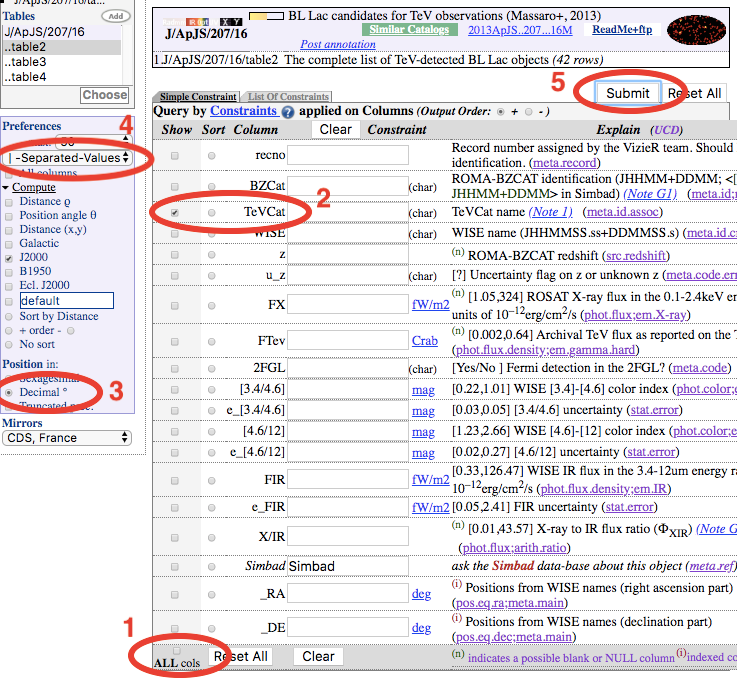 J/ApJS/207/16/ta...
Tables
Add
J/ApJS/207/16
..table2
..table3
..table4
Choose
BL Lac candidates for TeV observations (Massaro+, 2013)
IR
X Y
J/ApJS/207/16
Similar Catalogs
2013ApJS..207...16M
ReadMe+ftp
Post annotation
1.J/ApJS/207/16/table2 The complete list of TeV-detected BL Lac objects (42 rows)
5
Submit
Reset All
Simple Constraint
List Of Constraints
Query by Constraints ? applied on Columns (Output Order: + - )
Preferences
4
50
| -Separated-Values
All columns
Compute
Distance ϱ
Position angle θ
Distance (x,y)
Galactic
J2000
B1950
Ecl. J2000
default
Sort by Distance
+ order -
No sort
Position in:
Sexagesimal
Decimal °
3
Mirrors
CDS, France
Show Sort Column Clear Constraint Explain (UCD)
recno
Record number assigned by the VizieR team. Should
identification. (meta.record)
BZCat (char)
ROMA-BZCAT identification (JHHMM+DDMM; <[
JHHMM+DDMM> in Simbad) (Note G1) (meta.id;
2
TeVCat (char) TeVCat name (Note 1) (meta.id.assoc)
WISE (char) WISE name (JHHMMSS.ss+DDMMSS.s) (meta.id.c
z (n) ROMA-BZCAT redshift (src.redshift)
u_z (char) [?] Uncertainty flag on z or unknown z (meta.code.err
FX fW/m2 (n) [1.05,324] ROSAT X-ray flux in the 0.1-2.4keV en
units of 10−12erg/cm2/s (phot.flux;em.X-ray)
FTev Crab (n) [0.002,0.64] Archival TeV flux as reported on the T
(phot.flux.density;em.gamma.hard)
2FGL (char) [Yes/No ] Fermi detection in the 2FGL? (meta.code)
[3.4/4.6] mag [0.22,1.01] WISE [3.4]-[4.6] color index (phot.color;
e_[3.4/4.6] mag [0.03,0.05] [3.4/4.6] uncertainty (stat.error)
[4.6/12] mag [1.23,2.66] WISE [4.6]-[12] color index (phot.color;e
e_[4.6/12] mag [0.02,0.27] [4.6/12] uncertainty (stat.error)
FIR fW/m2 [0.33,126.47] WISE IR flux in the 3.4-12um energy ra
10−12erg/cm2/s (phot.flux.density;em.IR)
e_FIR fW/m2 [0.05,2.41] FIR uncertainty (stat.error)
X/IR (n) [0.01,43.57] X-ray to IR flux ratio (ΦXIR) (Note G
(phot.flux;arith.ratio)
Simbad Simbad ask the Simbad data-base about this object (meta.ref)
_RA deg (i) Positions from WISE names (right ascension part)
(pos.eq.ra;meta.main)
_DE deg (i) Positions from WISE names (declination part)
(pos.eq.dec;meta.main)
1
ALL cols Reset All Clear (n) indicates a possible blank or NULL column (i)indexed co